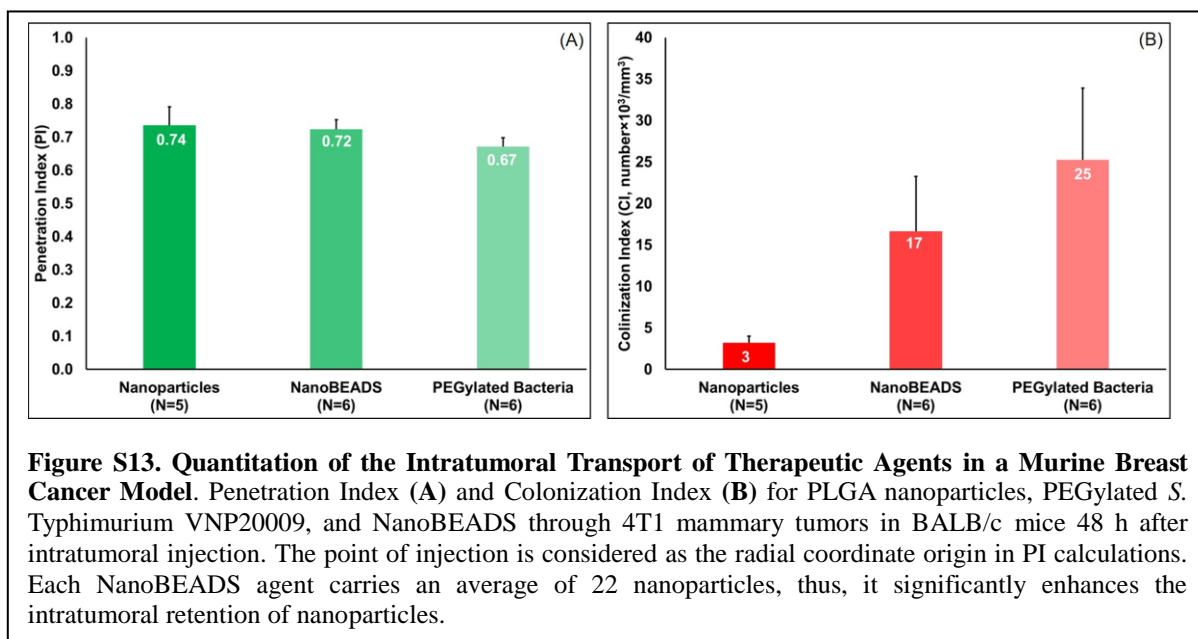 (A)
Penetration Index (PI)
1.0
0.9
0.8
0.7
0.6
0.5
0.4
0.3
0.2
0.1
0.0
0.74
0.72
0.67
Nanoparticles
(N=5)
NanoBEADS
(N=6)
PEGylated Bacteria
(N=6)
(B)
Colinization Index (CI, number×10³/mm³)
40
35
30
25
20
15
10
5
0
3
17
25
Nanoparticles
(N=5)
NanoBEADS
(N=6)
PEGylated Bacteria
(N=6)
Figure S13. Quantitation of the Intratumoral Transport of Therapeutic Agents in a Murine Breast
Cancer Model. Penetration Index (A) and Colonization Index (B) for PLGA nanoparticles, PEGylated S.
Typhimurium VNP20009, and NanoBEADS through 4T1 mammary tumors in BALB/c mice 48 h after
intratumoral injection. The point of injection is considered as the radial coordinate origin in PI calculations.
Each NanoBEADS agent carries an average of 22 nanoparticles, thus, it significantly enhances the
intratumoral retention of nanoparticles.